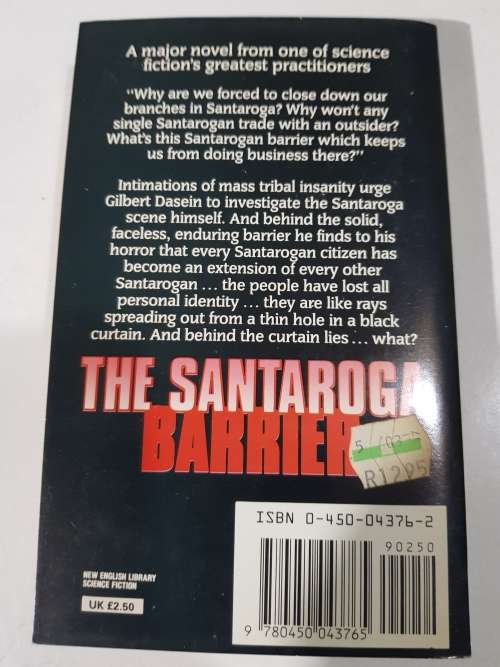 A major novel from one of science
fiction's greatest practitioners
"Why are we forced to close down our
branches in Santaroga? Why won't any
single Santarogan trade with an outsider?
What's this Santarogan barrier which keeps
us from doing business there?"
Intimations of mass tribal insanity urge
Gilbert Dasein to investigate the Santaroga
scene himself. And behind the solid,
faceless, enduring barrier he finds to his
horror that every Santarogan citizen has
become an extension of every other
Santarogan ... the people have lost all
personal identity ... they are like rays
spreading out from a thin hole in a black
curtain. And behind the curtain lies ... what?
THE SANTAROGA
BARRIER
R1295
ISBN 0-450-04376-2
90250
NEW ENGLISH LIBRARY
SCIENCE FICTION
UK £2.50
9 780450 043765